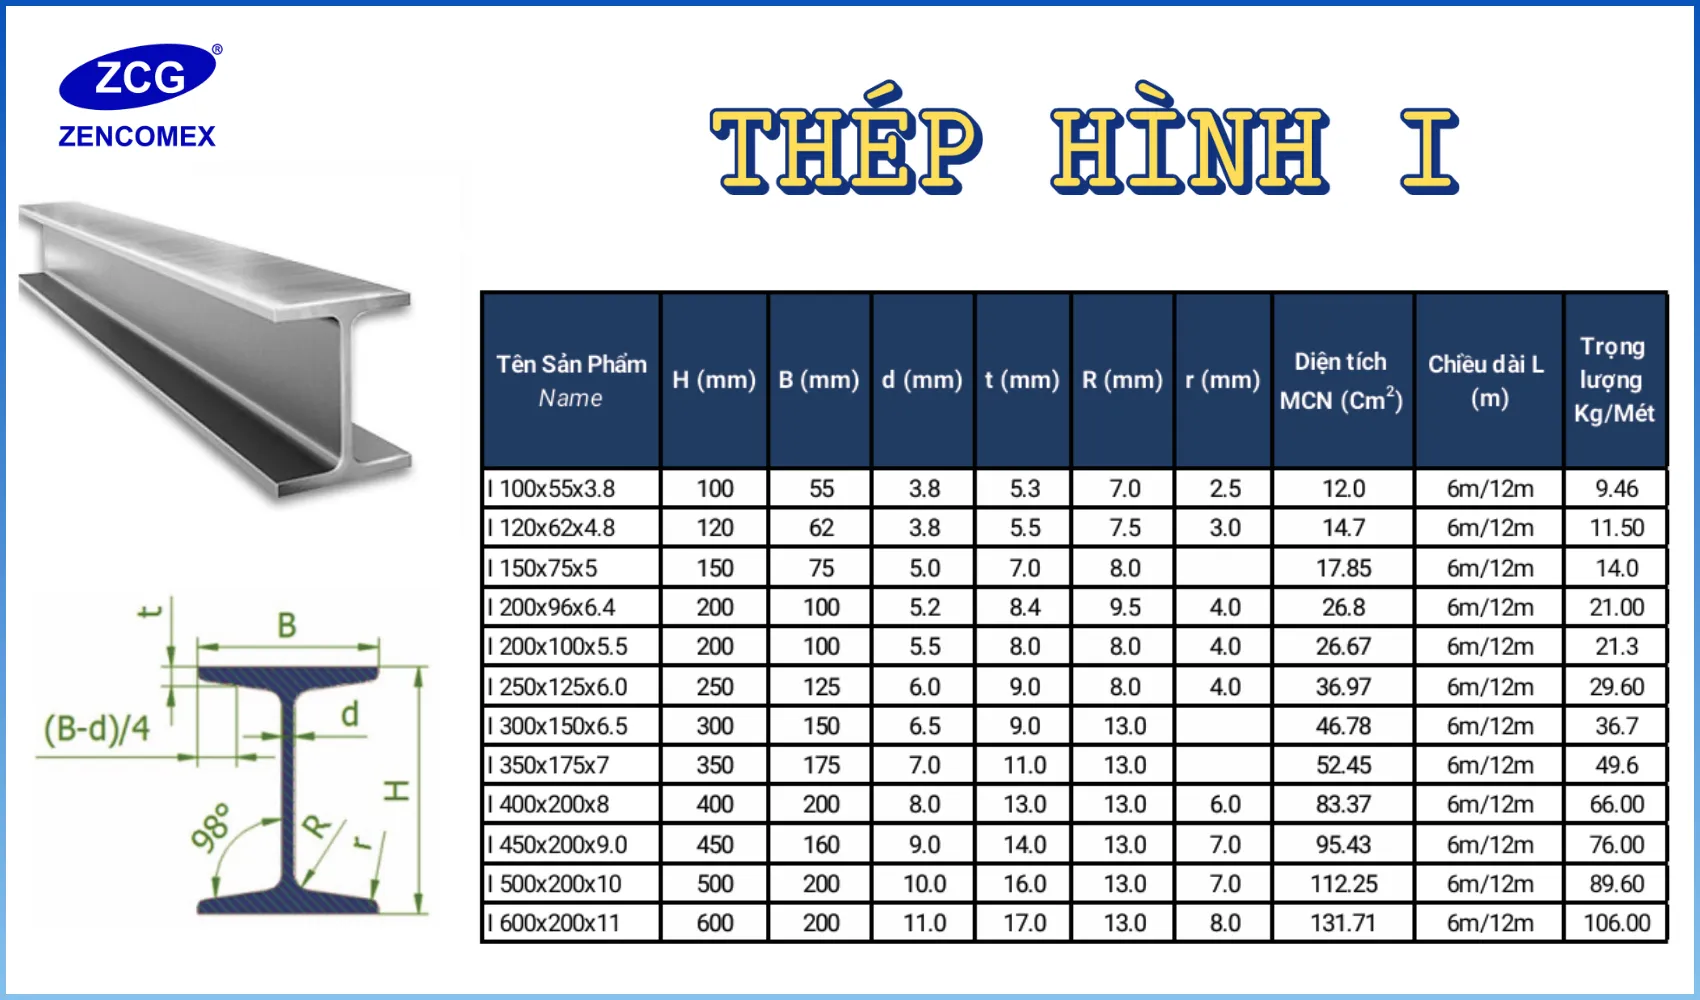 ZCG®
ZENCOMEX
THÉP HÌNH I
Tên Sản Phẩm Name H (mm) B (mm) d (mm) t (mm) R (mm) r (mm) Diện tích MCN (Cm²) Chiều dài L (m) Trọng lượng Kg/Mét
I 100x55x3.8 100 55 3.8 5.3 7.0 2.5 12.0 6m/12m 9.46
I 120x62x4.8 120 62 3.8 5.5 7.5 3.0 14.7 6m/12m 11.50
I 150x75x5 150 75 5.0 7.0 8.0 17.85 6m/12m 14.0
I 200x96x6.4 200 100 5.2 8.4 9.5 4.0 26.8 6m/12m 21.00
I 200x100x5.5 200 100 5.5 8.0 8.0 4.0 26.67 6m/12m 21.3
I 250x125x6.0 250 125 6.0 9.0 8.0 4.0 36.97 6m/12m 29.60
I 300x150x6.5 300 150 6.5 9.0 13.0 46.78 6m/12m 36.7
I 350x175x7 350 175 7.0 11.0 13.0 52.45 6m/12m 49.6
I 400x200x8 400 200 8.0 13.0 13.0 6.0 83.37 6m/12m 66.00
I 450x200x9.0 450 160 9.0 14.0 13.0 7.0 95.43 6m/12m 76.00
I 500x200x10 500 200 10.0 16.0 13.0 7.0 112.25 6m/12m 89.60
I 600x200x11 600 200 11.0 17.0 13.0 8.0 131.71 6m/12m 106.00
t
B
(B-d)/4
d
H
98°
R
r